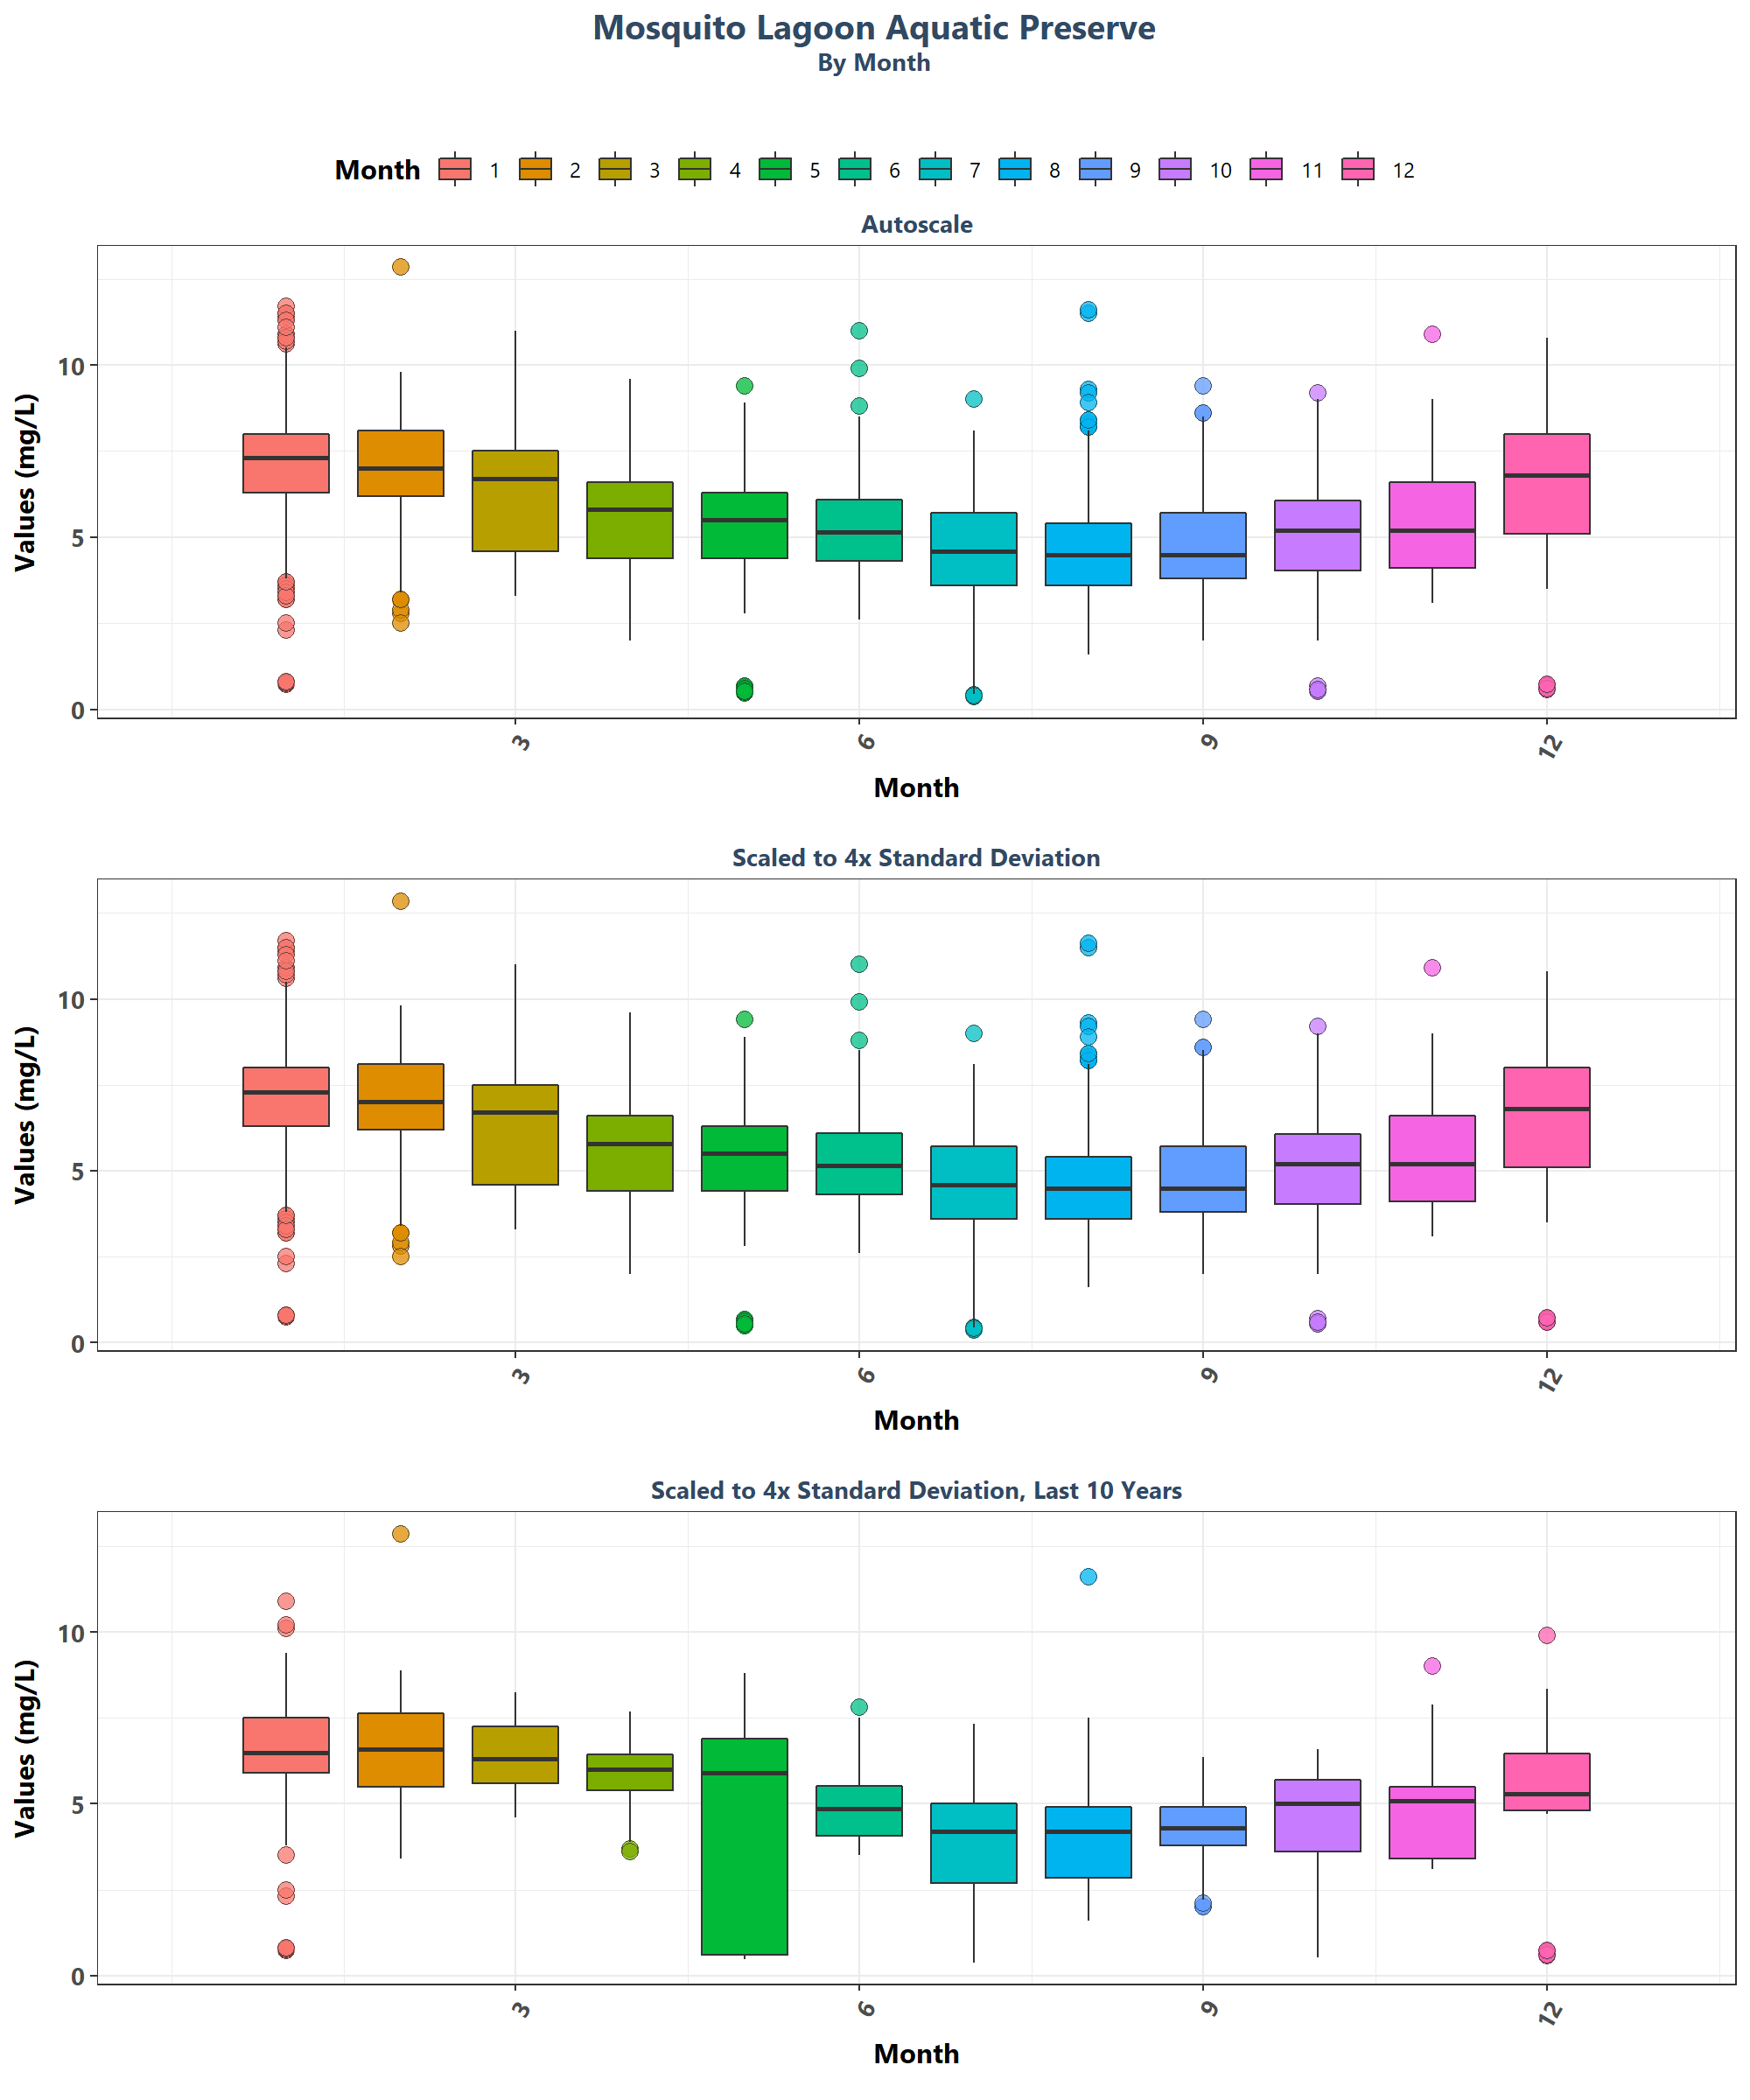 Mosquito Lagoon Aquatic Preserve
By Month
Month 1 2 3 4 5 6 7 8 9 10 11 12
Autoscale
Values (mg/L)
10
5
0
3 6 9 12
Month
Scaled to 4x Standard Deviation
Values (mg/L)
10
5
0
3 6 9 12
Month
Scaled to 4x Standard Deviation, Last 10 Years
Values (mg/L)
10
5
0
3 6 9 12
Month